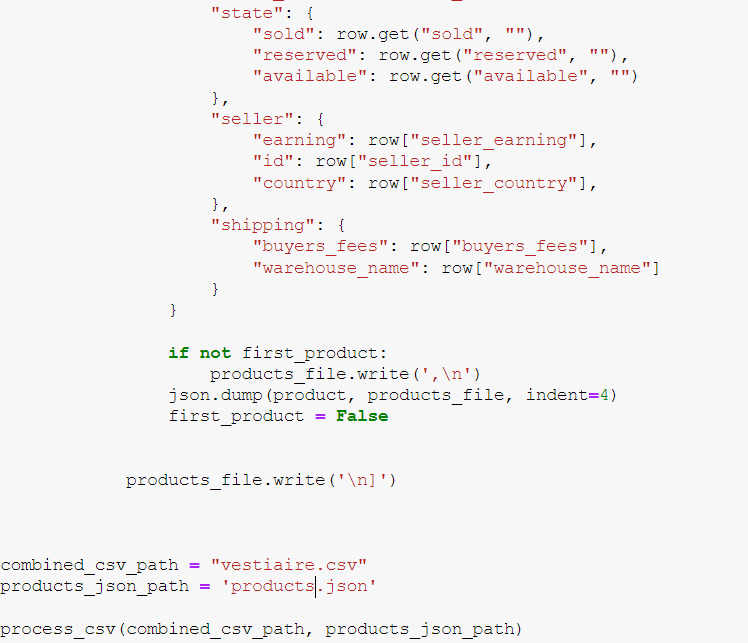 "state": {
"sold": row.get("sold", ""),
"reserved": row.get("reserved", ""),
"available": row.get("available", "")
},
"seller": {
"earning": row["seller_earning"],
"id": row["seller_id"],
"country": row["seller_country"],
},
"shipping": {
"buyers_fees": row["buyers_fees"],
"warehouse_name": row["warehouse_name"]
}
}
if not first_product:
products_file.write(',\n')
json.dump(product, products_file, indent=4)
first_product = False
products_file.write('\n]')
combined_csv_path = "vestiaire.csv"
products_json_path = 'products.json'
process_csv(combined_csv_path, products_json_path)